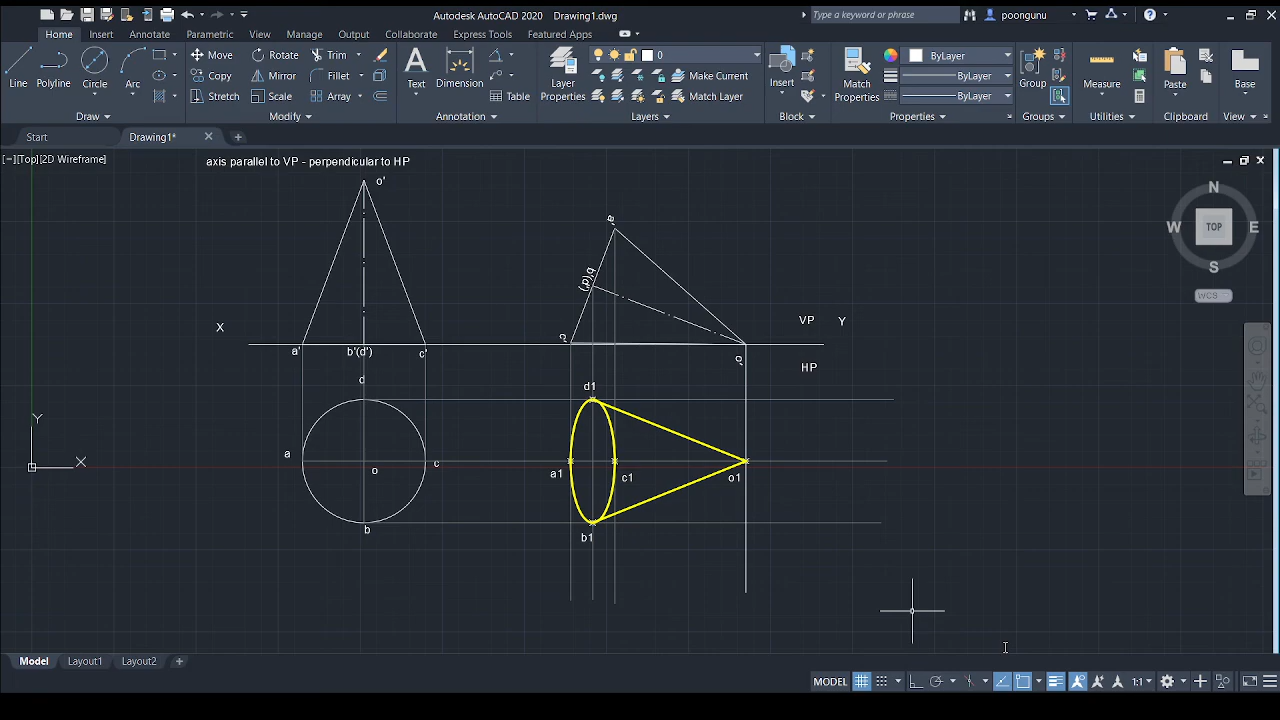 Autodesk AutoCAD 2020 Drawing1.dwg
Type a keyword or phrase
poongunu
Home Insert Annotate Parametric View Manage Output Collaborate Express Tools Featured Apps
Line Polyline Circle Arc
Move Rotate Trim
Copy Mirror Fillet
Stretch Scale Array
Text Dimension Table
Layer Properties
0
Make Current
Match Layer
Insert
Match Properties
ByLayer
ByLayer
ByLayer
Group
Measure
Paste
Base
Draw Modify Annotation Layers Block Properties Groups Utilities Clipboard View
Start Drawing1*
[−][Top][2D Wireframe]
axis parallel to VP - perpendicular to HP
o'
a'
b'(d')
X
c'
VP Y
a' b'(d') c'
o'
HP
d
d1
a
o
c
a1
c1
o1
b
b1
N
W TOP E
S
WCS
Y
X
Model Layout1 Layout2
MODEL
1:1